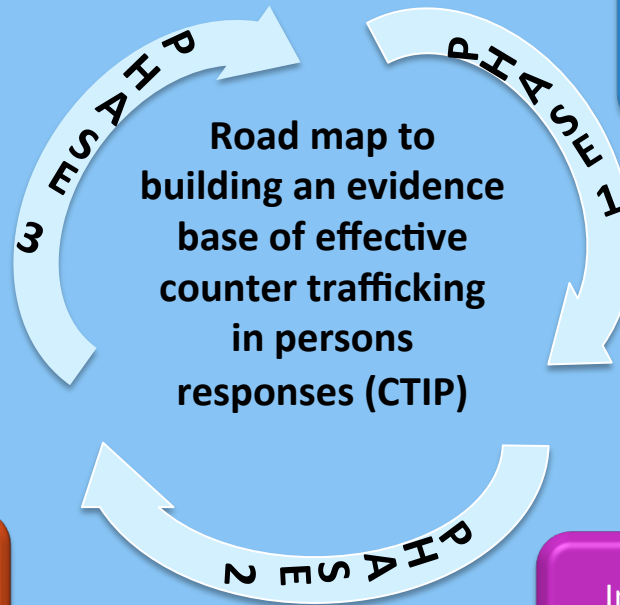 PHASE 3
PHASE 1
Road map to
building an evidence
base of effective
counter trafficking
in persons
responses (CTIP)
PHASE 2